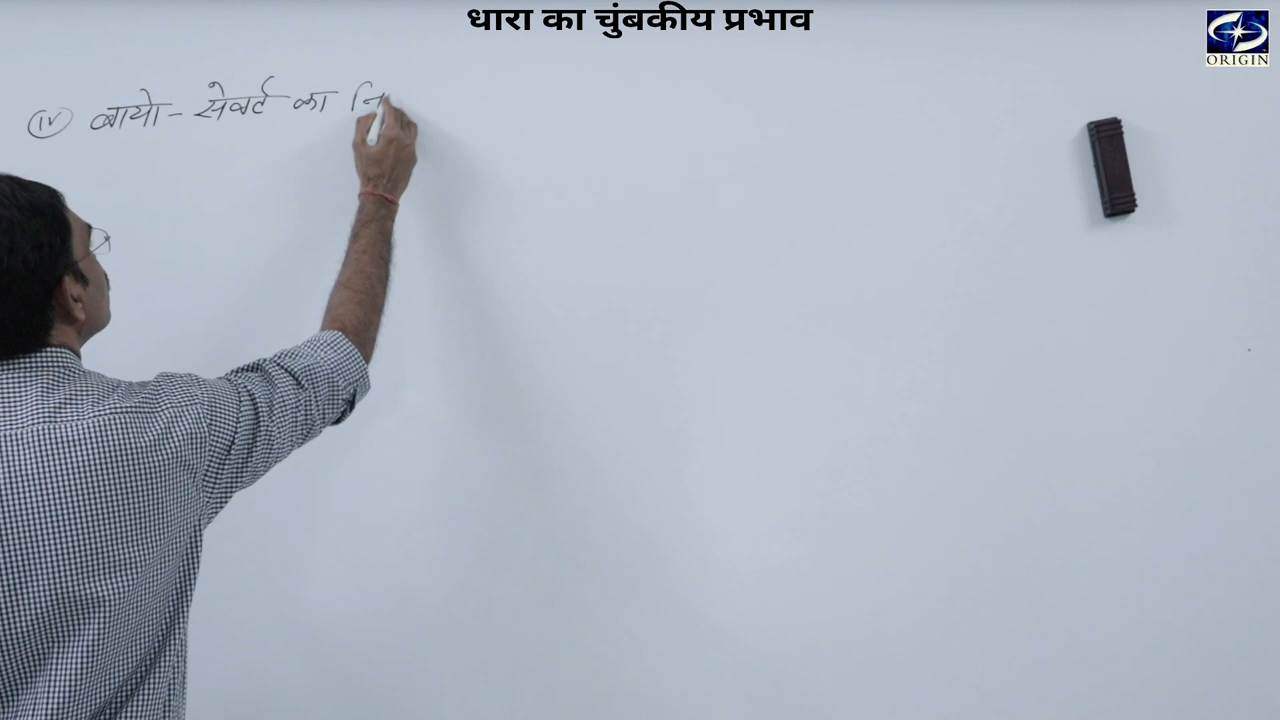 धारा का चुंबकीय प्रभाव
ORIGIN
(iv) बायो - सेवर्ट का नि